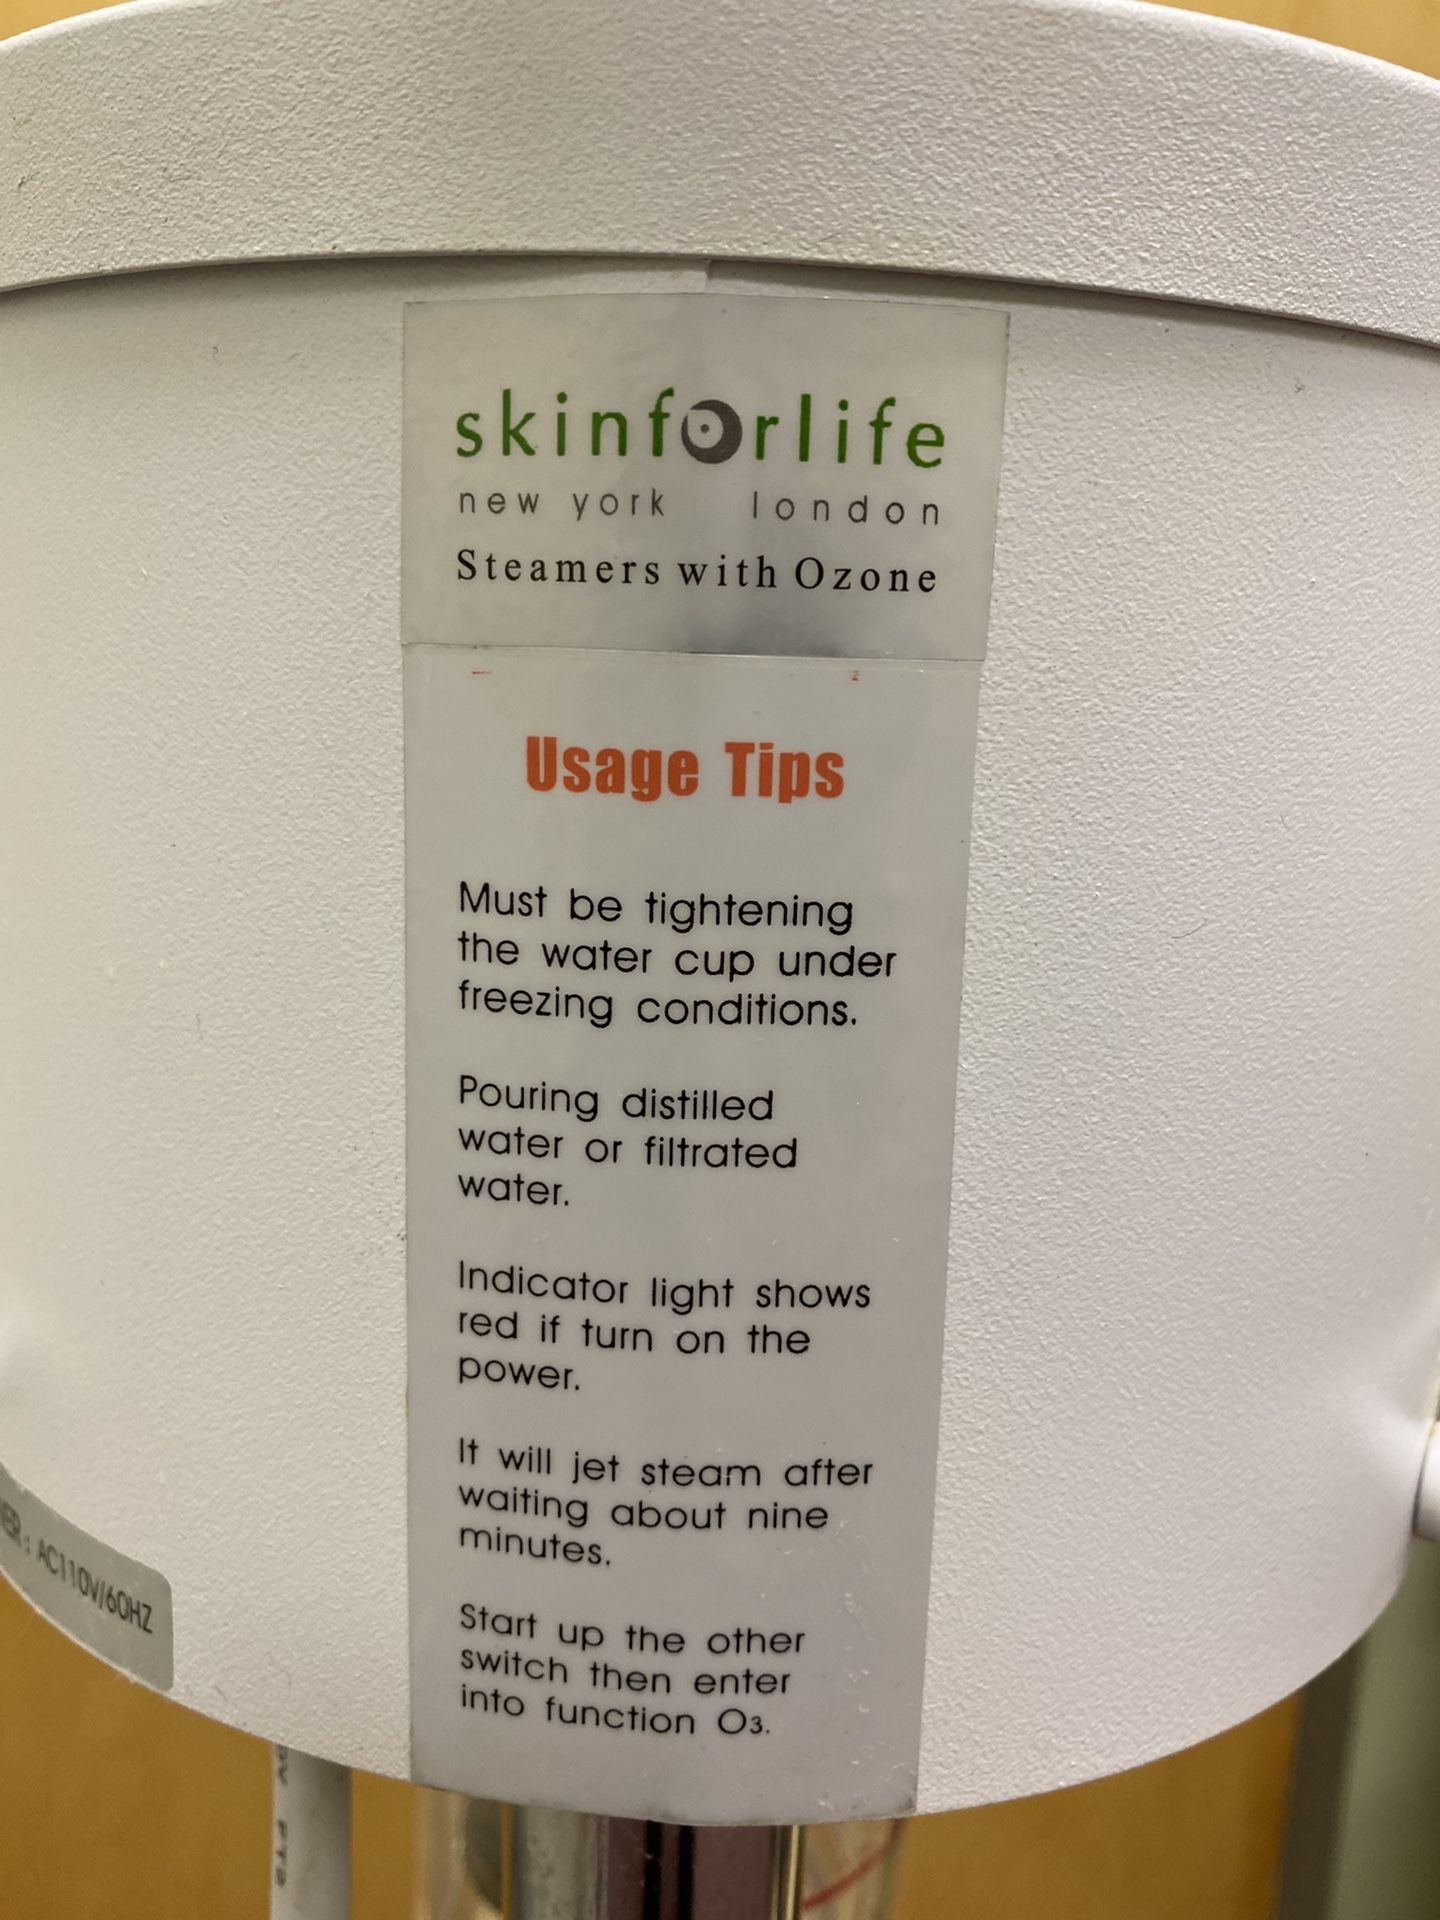 skinforlife
new york london
Steamers with Ozone
Usage Tips
Must be tightening
the water cup under
freezing conditions.
Pouring distilled
water or filtrated
water.
Indicator light shows
red if turn on the
power.
It will jet steam after
waiting about nine
minutes.
Start up the other
switch then enter
into function O₃.
: AC110V/60HZ